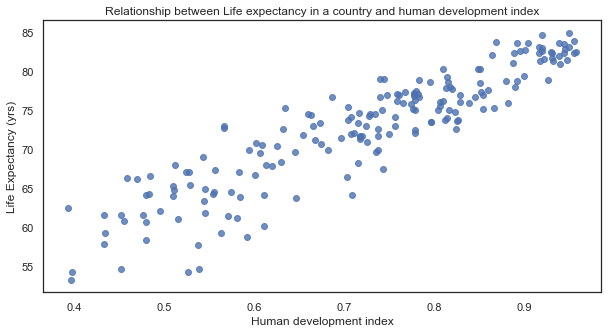 Relationship between Life expectancy in a country and human development index
Life Expectancy (yrs)
85
80
75
70
65
60
55
0.4 0.5 0.6 0.7 0.8 0.9
Human development index